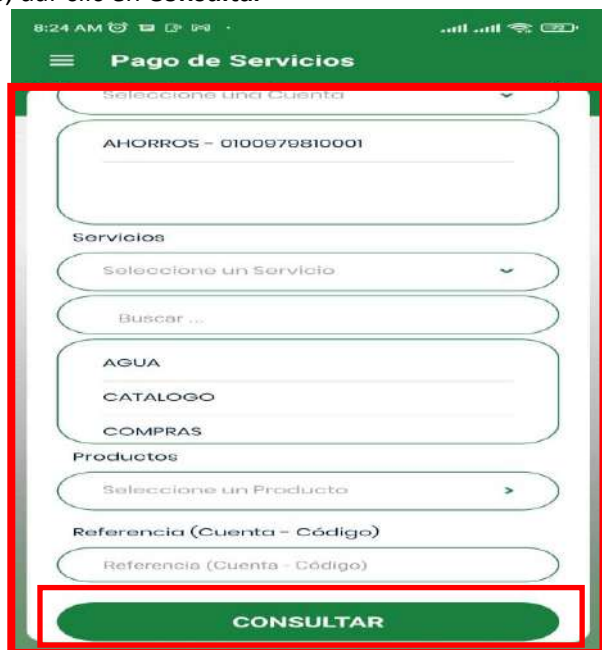 dar clic en Consulta.
8:24 AM
Pago de Servicios
Seleccione una Cuenta
AHORROS - 0100979810001
Servicios
Seleccione un Servicio
Buscar ...
AGUA
CATALOGO
COMPRAS
Productos
Seleccione un Producto
Referencia (Cuenta - Código)
Referencia (Cuenta - Código)
CONSULTAR